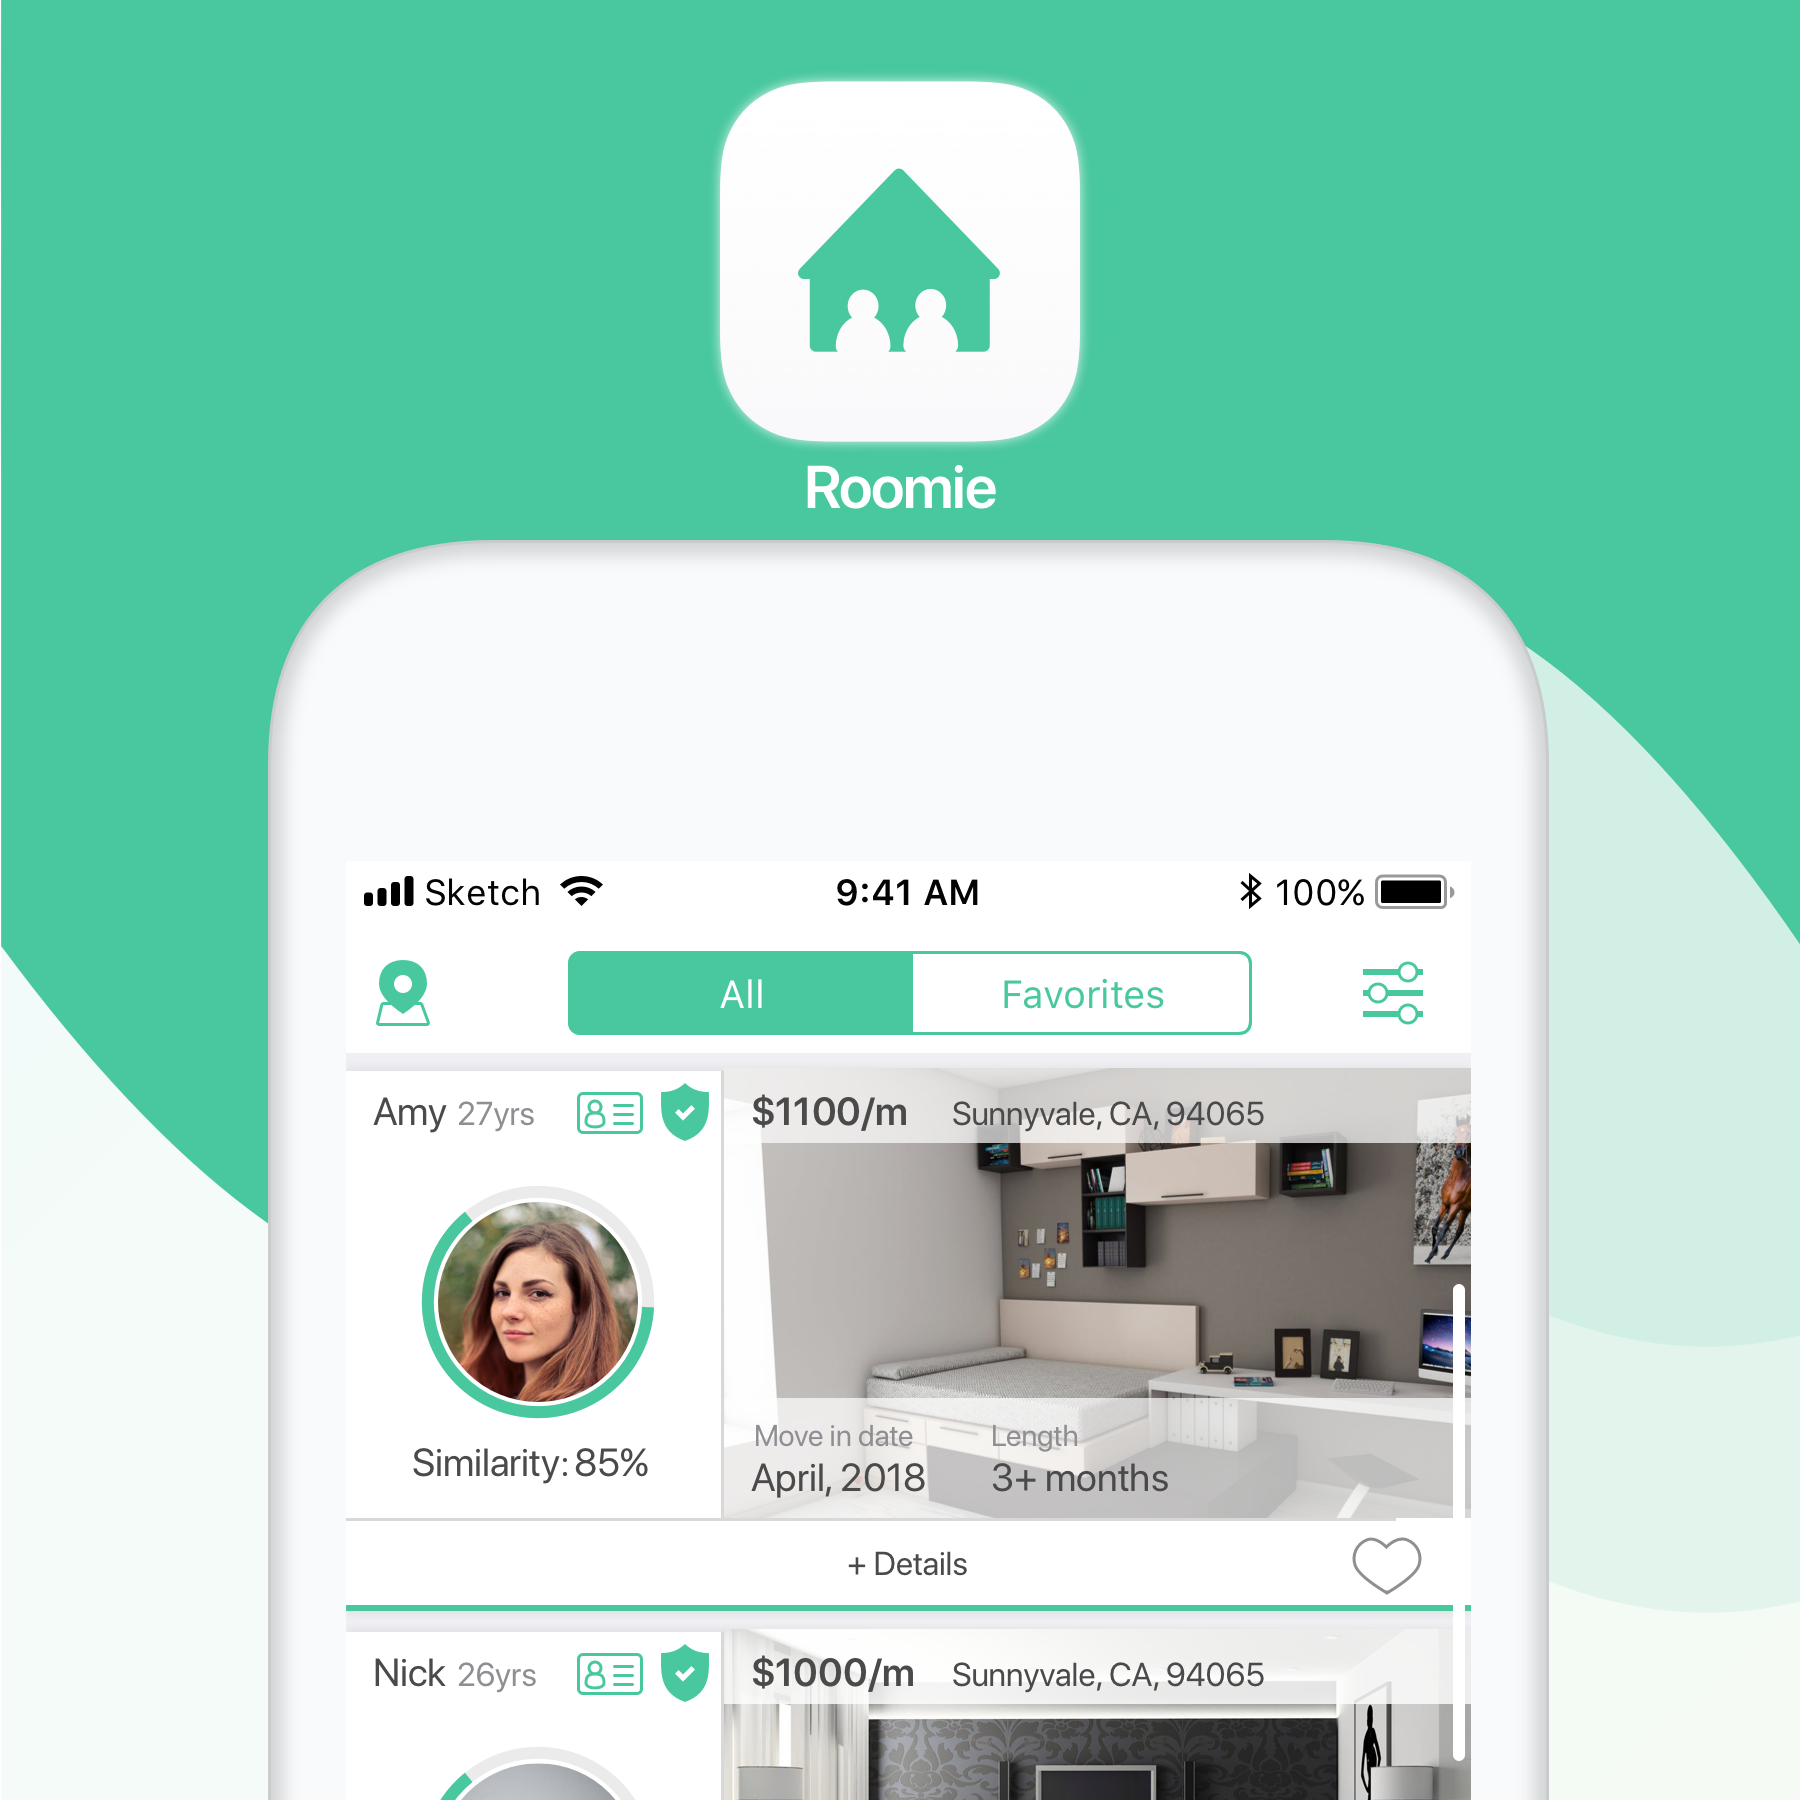 Roomie
Sketch 9:41 AM 100%
All Favorites
Amy 27yrs $1100/m Sunnyvale, CA, 94065
Move in date Length
April, 2018 3+ months
Similarity: 85%
+ Details
Nick 26yrs $1000/m Sunnyvale, CA, 94065